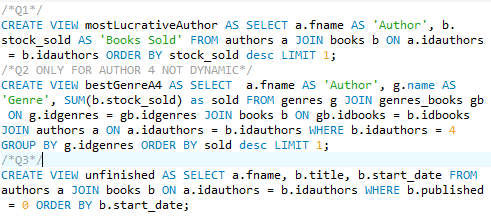 /*Q1*/
CREATE VIEW mostLucrativeAuthor AS SELECT a.fname AS 'Author', b.
stock_sold AS 'Books Sold' FROM authors a JOIN books b ON a.idauthors
= b.idauthors ORDER BY stock_sold desc LIMIT 1;
/*Q2 ONLY FOR AUTHOR 4 NOT DYNAMIC*/
CREATE VIEW bestGenreA4 AS SELECT  a.fname AS 'Author', g.name AS
'Genre', SUM(b.stock_sold) as sold FROM genres g JOIN genres_books gb
ON g.idgenres = gb.idgenres JOIN books b ON gb.idbooks = b.idbooks
JOIN authors a ON a.idauthors = b.idauthors WHERE b.idauthors = 4
GROUP BY g.idgenres ORDER BY sold desc LIMIT 1;
/*Q3*/
CREATE VIEW unfinished AS SELECT a.fname, b.title, b.start_date FROM
authors a JOIN books b ON a.idauthors = b.idauthors WHERE b.published
= 0 ORDER BY b.start_date;